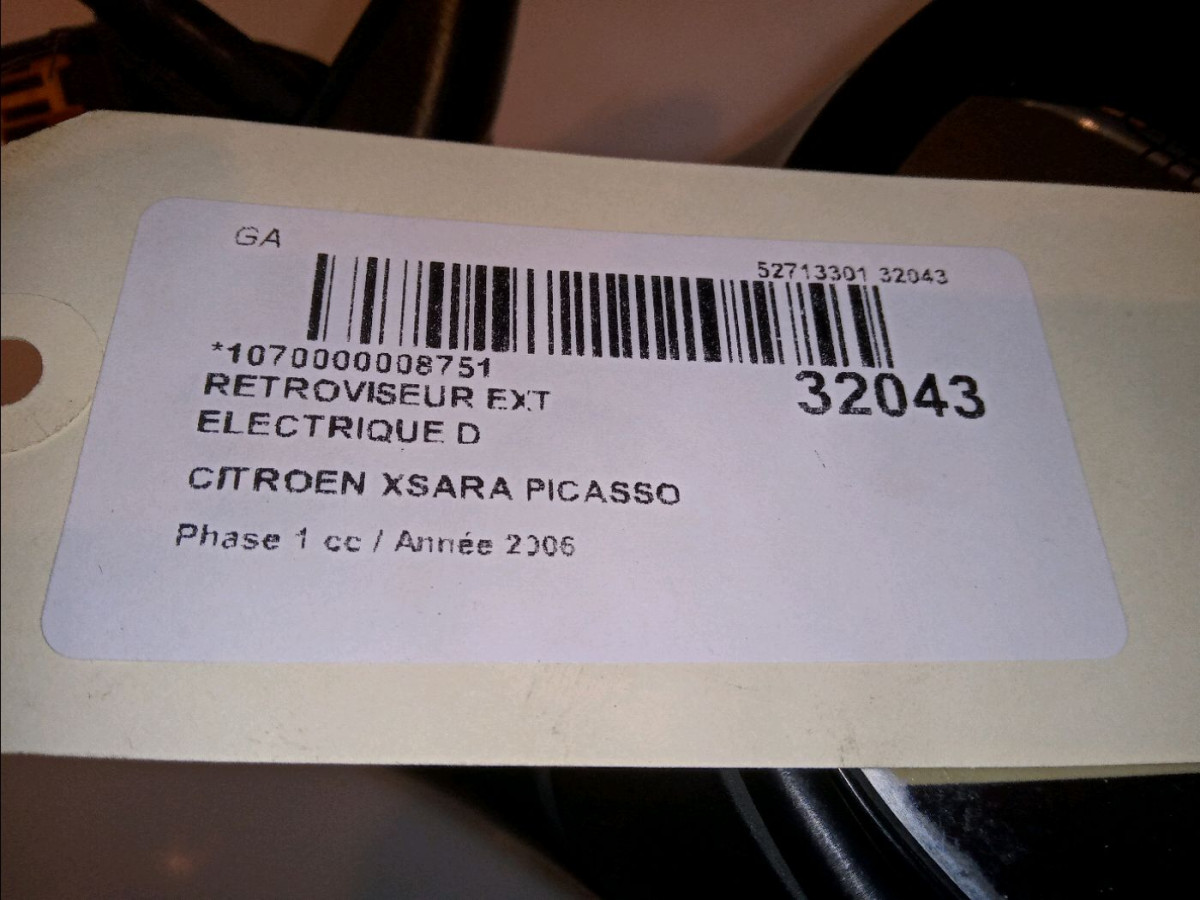 GA
52713301 32043
*1070000008751
32043
RETROVISEUR EXT
ELECTRIQUE D
CITROEN XSARA PICASSO
Phase 1 cc / Année 2006